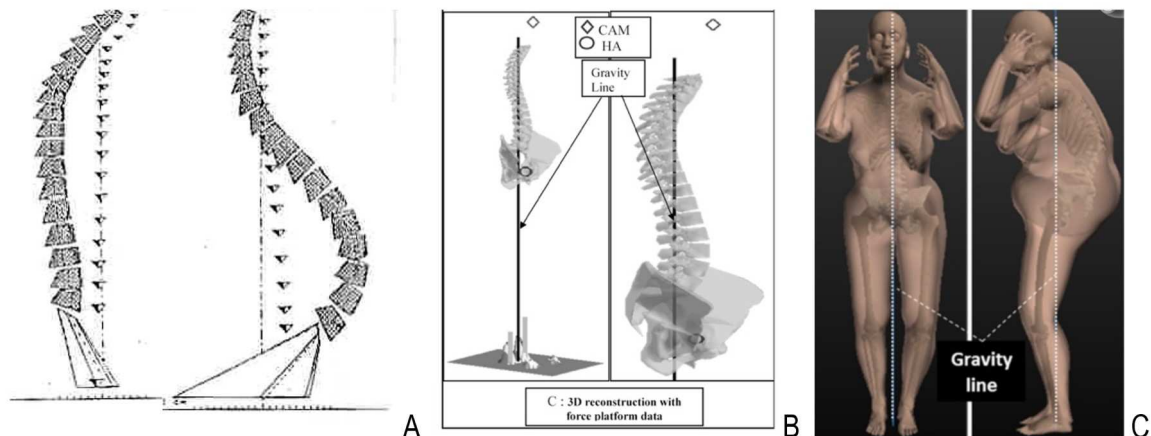 CAM
HA
Gravity
Line
C : 3D reconstruction with
force platform data
Gravity
line
A
B
C